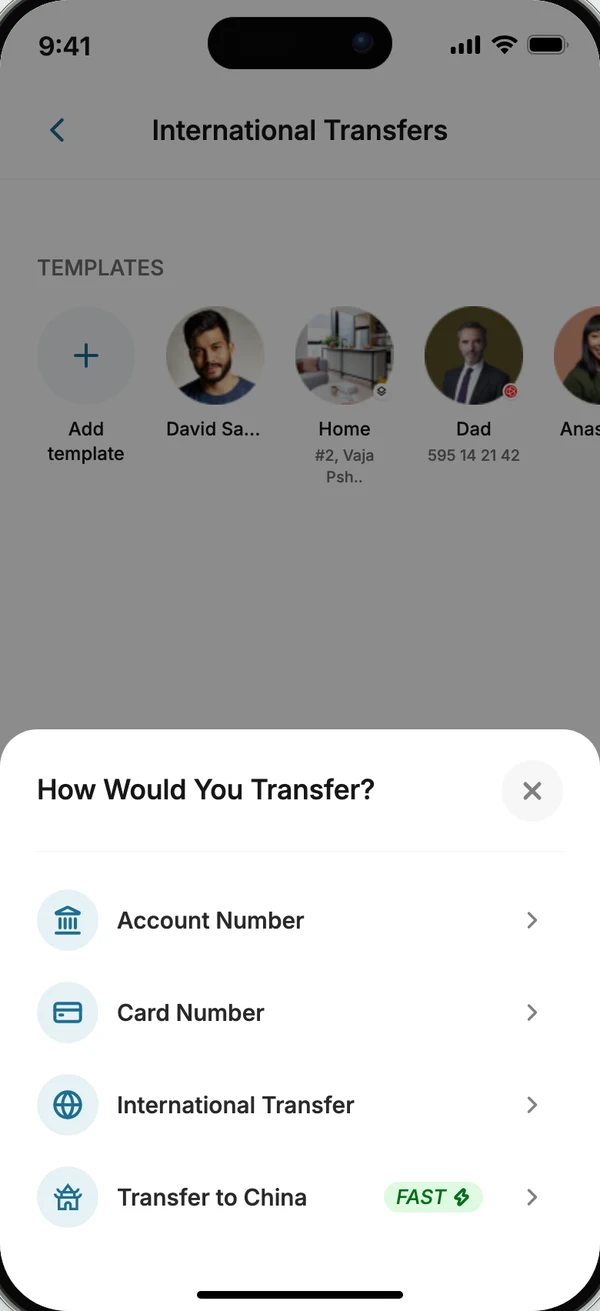 9:41
International Transfers
TEMPLATES
Add
template
David Sa...
Home
#2, Vaja
Psh..
Dad
595 14 21 42
Anas
How Would You Transfer?
Account Number
Card Number
International Transfer
Transfer to China
FAST